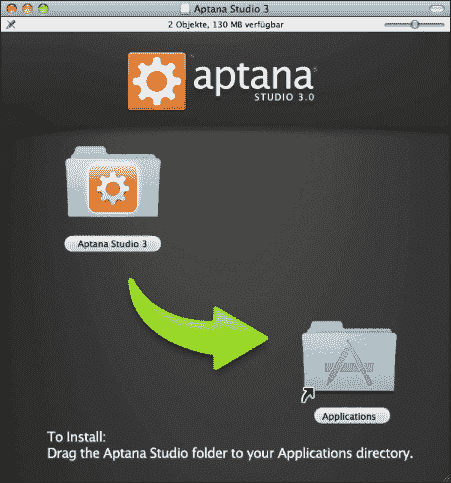 Aptana Studio 3
2 Objekte, 130 MB verfügbar
aptana
STUDIO 3.0
Aptana Studio 3
Applications
To Install:
Drag the Aptana Studio folder to your Applications directory.